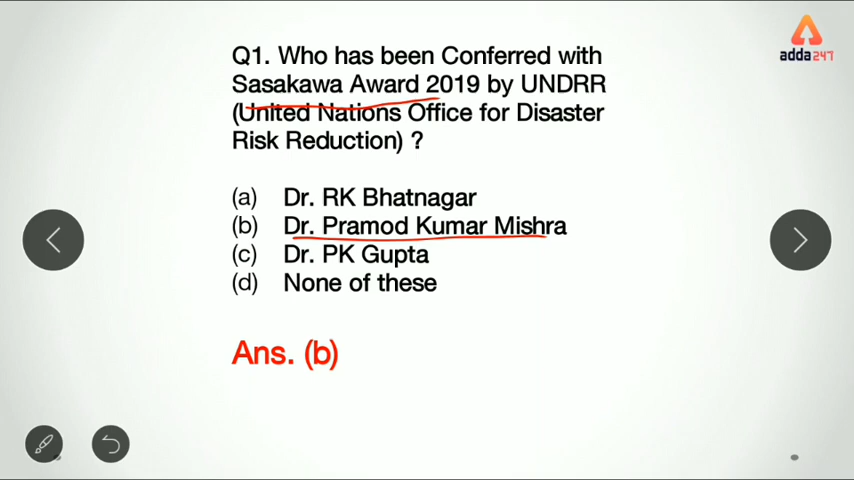 adda247
Q1. Who has been Conferred with
Sasakawa Award 2019 by UNDRR
(United Nations Office for Disaster
Risk Reduction) ?
(a) Dr. RK Bhatnagar
(b) Dr. Pramod Kumar Mishra
(c) Dr. PK Gupta
(d) None of these
Ans. (b)